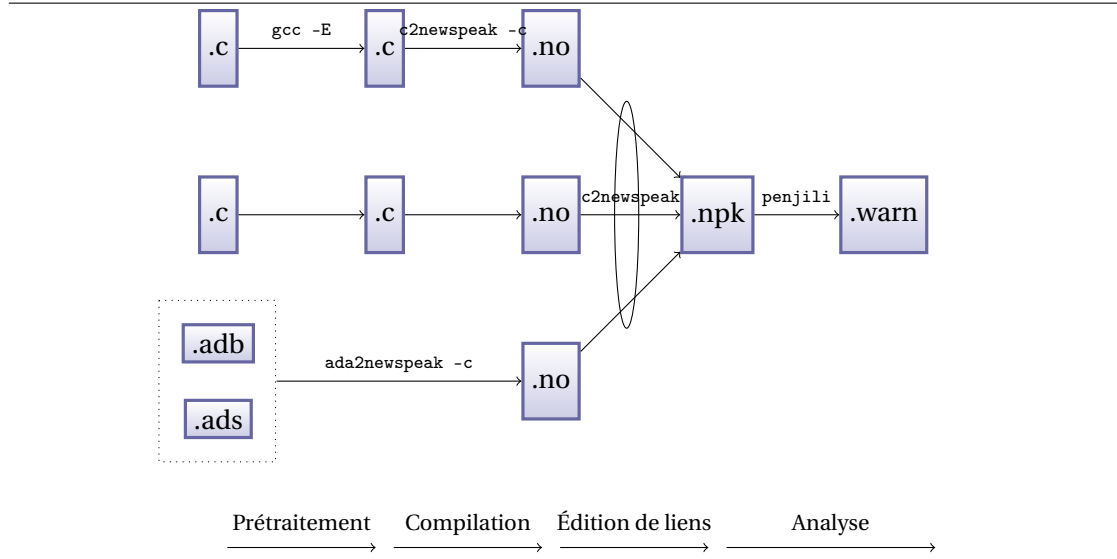 .c gcc -E .c c2newspeak -c .no
.c .c .no c2newspeak .npk penjili .warn
.adb
ada2newspeak -c .no
.ads
Prétraitement Compilation Édition de liens Analyse